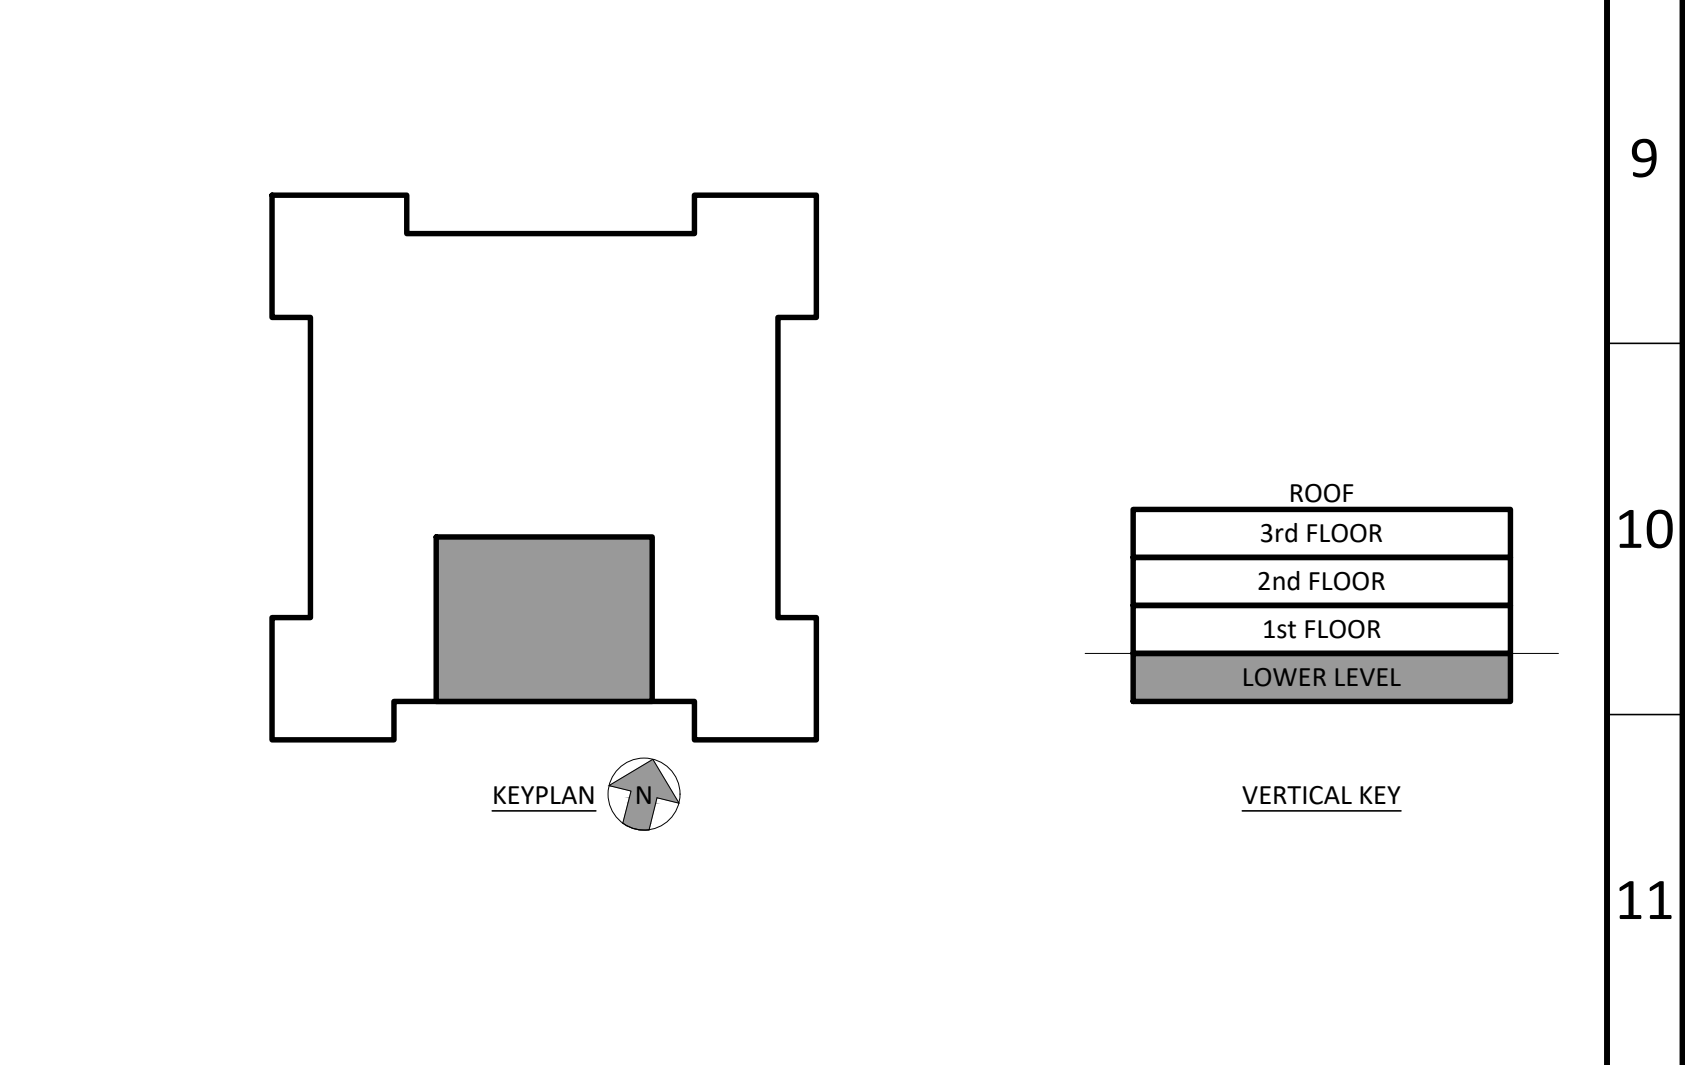 9
ROOF
3rd FLOOR
10
2nd FLOOR
1st FLOOR
LOWER LEVEL
KEYPLAN
N
VERTICAL KEY
11